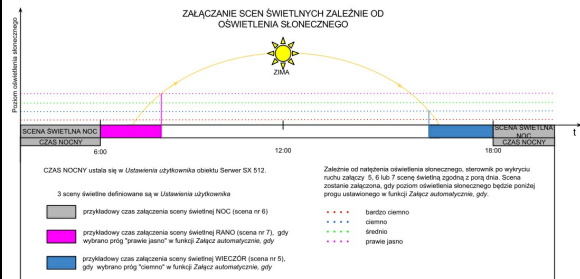 ZAŁĄCZANIE SCEN ŚWIETLNYCH ZALEŻNIE OD
OŚWIETLENIA SŁONECZNEGO
Poziom oświetlenia słonecznego
ZIMA
SCENA ŚWIETLNA NOC
SCENA ŚWIETLNA
NOC
t
CZAS NOCNY
CZAS NOCNY
6:00
12:00
18:00
CZAS NOCNY ustala się w Ustawienia użytkownika obiektu Serwer SX 512.
3 sceny świetlne definiowane są w Ustawienia użytkownika
przykładowy czas załączenia sceny świetlnej NOC (scena nr 6)
przykładowy czas załączenia sceny świetlnej RANO (scena nr 7), gdy
wybrano próg "prawie jasno" w funkcji Załącz automatycznie, gdy
przykładowy czas załączenia sceny świetlnej WIECZÓR (scena nr 5),
gdy wybrano próg "ciemno" w funkcji Załącz automatycznie, gdy
Zależnie od natężenia oświetlenia słonecznego, sterownik po wykryciu
ruchu załączy 5, 6 lub 7 scenę świetlną zgodną z porą dnia. Scena
zostanie załączona, gdy poziom oświetlenia słonecznego będzie poniżej
progu ustawionego w funkcji Załącz automatycznie, gdy.
bardzo ciemno
ciemno
średnio
prawie jasno